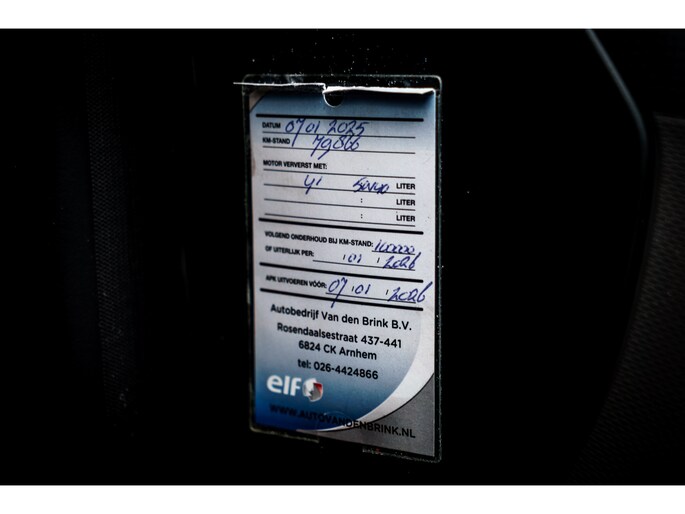 DATUM 07 01 2025
KM-STAND 79866
MOTOR VERVERST MET:
41 5W40 LITER
: LITER
: LITER
VOLGEND ONDERHOUD BIJ KM-STAND: 100000
OF UITERLIJK PER: 01 2026
APK UITVOEREN VÓÓR: 07 01 2026
Autobedrijf Van den Brink B.V.
Rosendaalsestraat 437-441
6824 CK Arnhem
tel: 026-4424866
elf
WWW.AUTOVANDENBRINK.NL